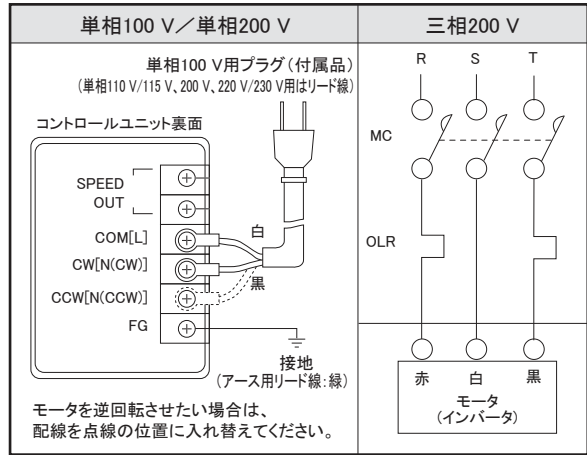 単相100 V／単相200 V
三相200 V
単相100 V用プラグ（付属品）
（単相110 V/115 V、200 V、220 V/230 V用はリード線）
コントロールユニット裏面
SPEED
OUT
COM[L]
CW[N(CW)]
CCW[N(CCW)]
FG
白
黒
接地
（アース用リード線：緑）
モータを逆回転させたい場合は、
配線を点線の位置に入れ替えてください。
R S T
MC
OLR
赤 白 黒
モータ
（インバータ）